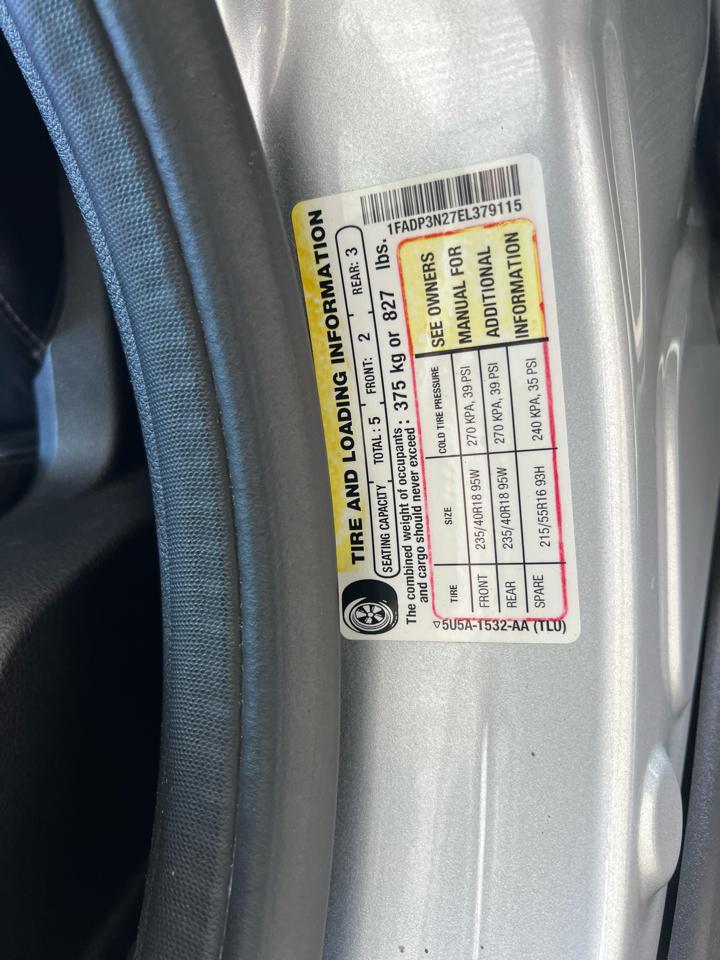 1FADP3N27EL379115
TIRE AND LOADING INFORMATION
SEATING CAPACITY TOTAL: 5 FRONT: 2 REAR: 3
The combined weight of occupants : 375 kg or 827 lbs.
and cargo should never exceed :
TIRE SIZE COLD TIRE PRESSURE
FRONT 235/40R18 95W 270 KPA, 39 PSI
REAR 235/40R18 95W 270 KPA, 39 PSI
SPARE 215/55R16 93H 240 KPA, 35 PSI
SEE OWNERS
MANUAL FOR
ADDITIONAL
INFORMATION
▽5U5A-1532-AA (TLU)